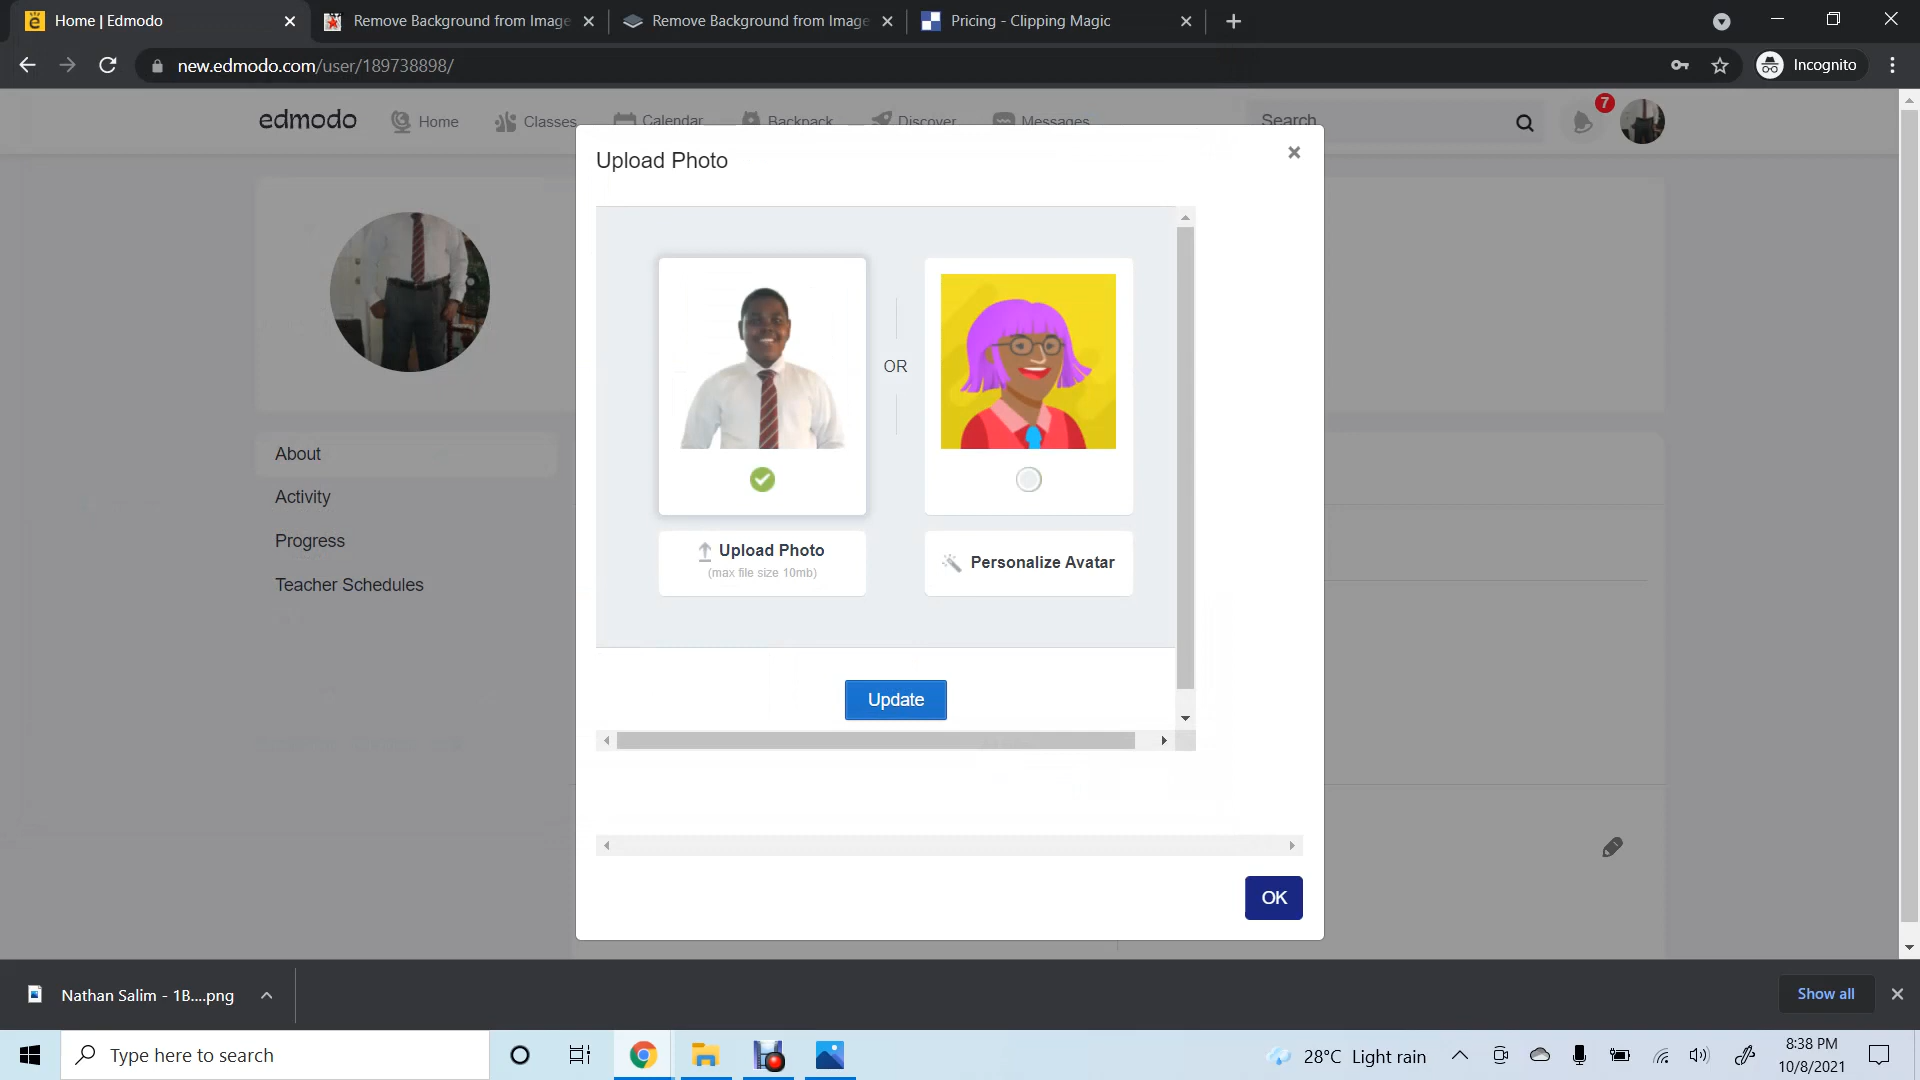 Home | Edmodo
Remove Background from Image
Remove Background from Image
Pricing - Clipping Magic
new.edmodo.com/user/189738898/
Incognito
edmodo
Home
Classes
Calendar
Backpack
Discover
Messages
Search
7
Upload Photo
OR
Upload Photo
(max file size 10mb)
Personalize Avatar
Update
OK
About
Activity
Progress
Teacher Schedules
Nathan Salim - 1B....png
Show all
Type here to search
28°C Light rain
8:38 PM
10/8/2021